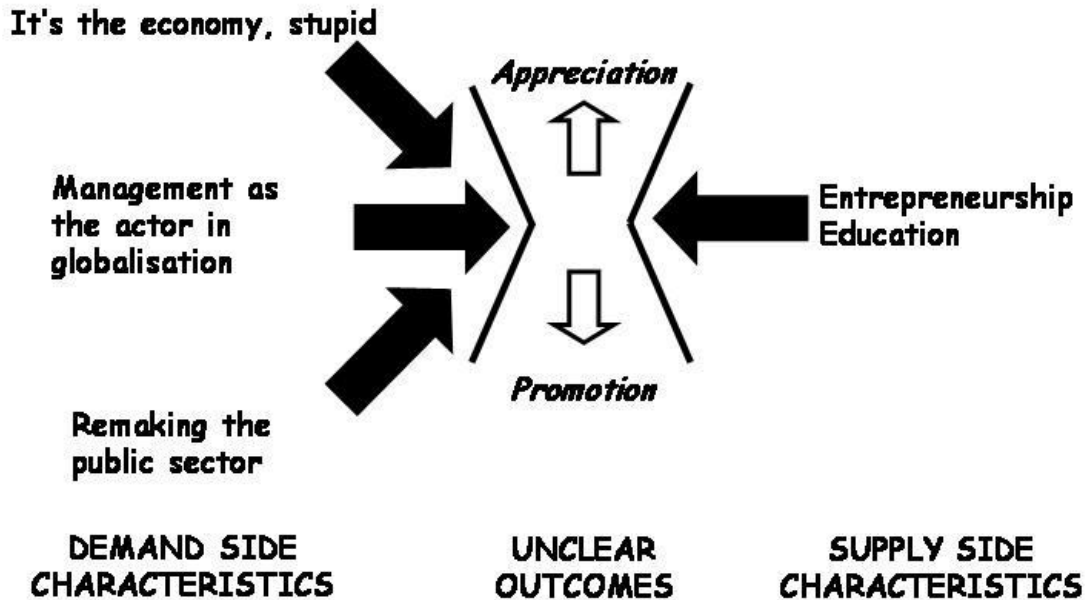 It's the economy, stupid
Appreciation
Management as
the actor in
globalisation
Entrepreneurship
Education
Promotion
Remaking the
public sector
DEMAND SIDE
CHARACTERISTICS
UNCLEAR
OUTCOMES
SUPPLY SIDE
CHARACTERISTICS